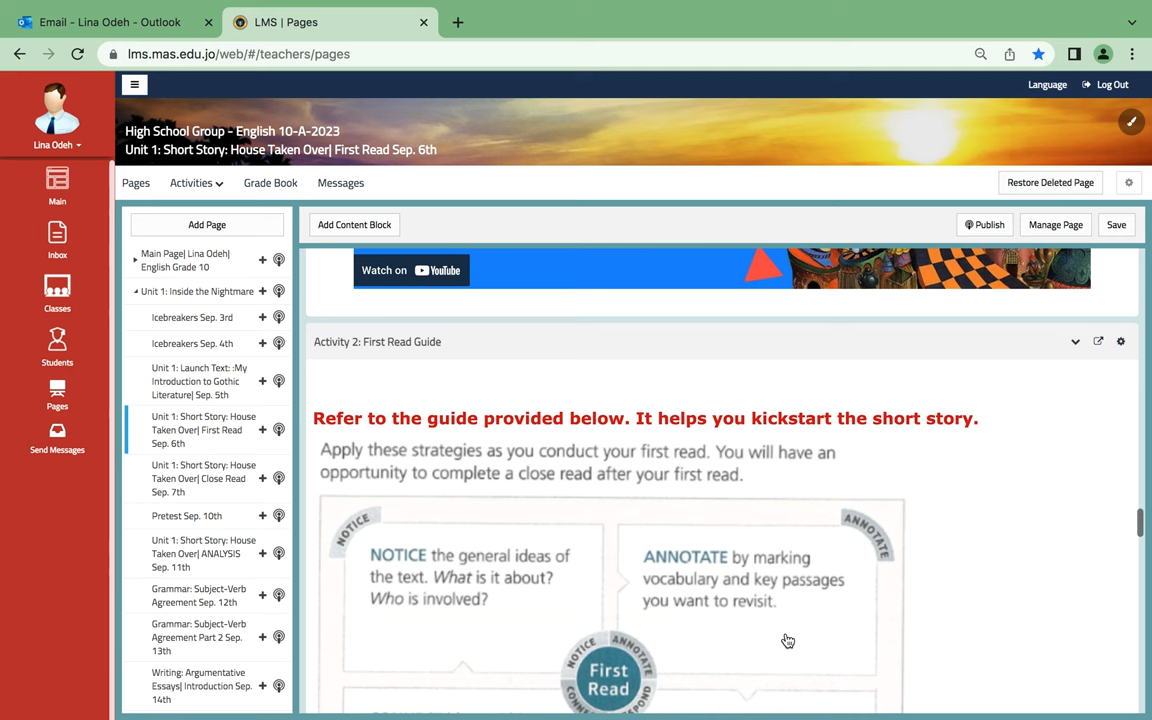 Email - Lina Odeh - Outlook
LMS | Pages
lms.mas.edu.jo/web/#/teachers/pages
Language
Log Out
Lina Odeh
High School Group - English 10-A-2023
Unit 1: Short Story: House Taken Over| First Read Sep. 6th
Pages
Activities
Grade Book
Messages
Restore Deleted Page
Main
Inbox
Classes
Students
Pages
Send Messages
Add Page
Main Page| Lina Odeh|
English Grade 10
Unit 1: Inside the Nightmare
Icebreakers Sep. 3rd
Icebreakers Sep. 4th
Unit 1: Launch Text: :My
Introduction to Gothic
Literature| Sep. 5th
Unit 1: Short Story: House
Taken Over| First Read
Sep. 6th
Unit 1: Short Story: House
Taken Over| Close Read
Sep. 7th
Pretest Sep. 10th
Unit 1: Short Story: House
Taken Over| ANALYSIS
Sep. 11th
Grammar: Subject-Verb
Agreement Sep. 12th
Grammar: Subject-Verb
Agreement Part 2 Sep.
13th
Writing: Argumentative
Essays| Introduction Sep.
14th
Add Content Block
Publish
Manage Page
Save
Watch on YouTube
Activity 2: First Read Guide
Refer to the guide provided below. It helps you kickstart the short story.
Apply these strategies as you conduct your first read. You will have an
opportunity to complete a close read after your first read.
NOTICE
NOTICE the general ideas of
the text. What is it about?
Who is involved?
ANNOTATE
ANNOTATE by marking
vocabulary and key passages
you want to revisit.
NOTICE
ANNOTATE
First
Read